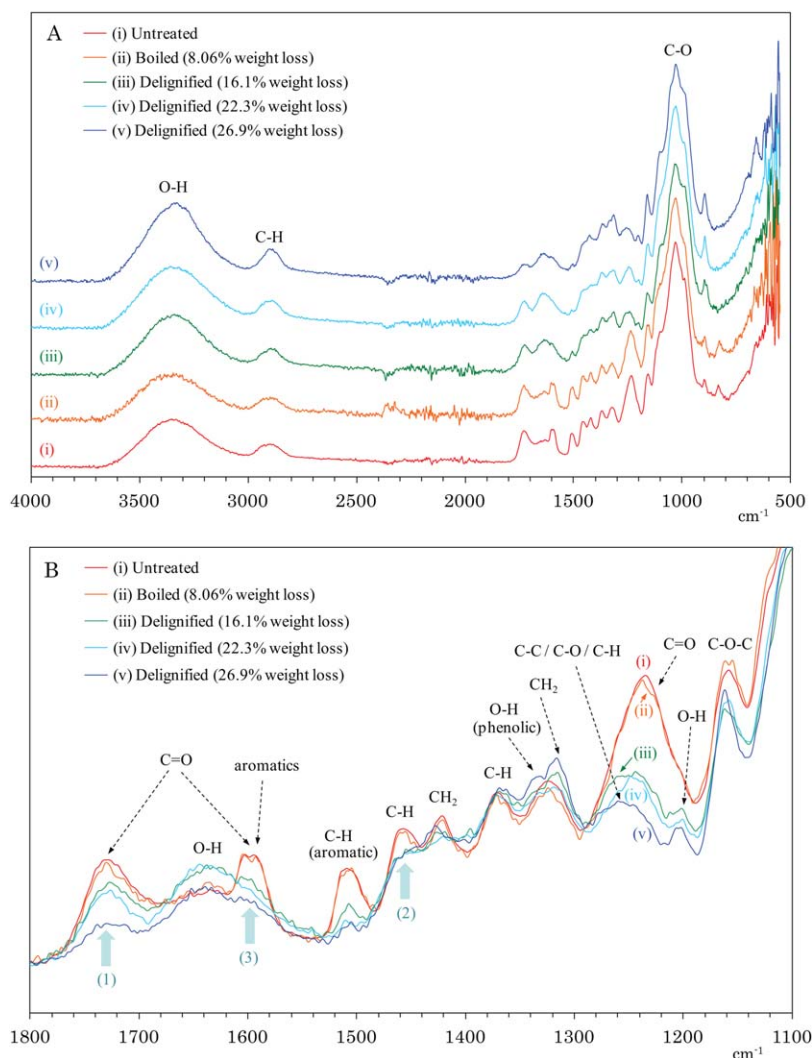 A
(i) Untreated
(ii) Boiled (8.06% weight loss)
(iii) Delignified (16.1% weight loss)
(iv) Delignified (22.3% weight loss)
(v) Delignified (26.9% weight loss)
C-O
O-H
C-H
(v)
(iv)
(iii)
(ii)
(i)
4000 3500 3000 2500 2000 1500 1000 500
cm-1
B
(i) Untreated
(ii) Boiled (8.06% weight loss)
(iii) Delignified (16.1% weight loss)
(iv) Delignified (22.3% weight loss)
(v) Delignified (26.9% weight loss)
C-C / C-O / C-H
(i)
C=O
C-O-C
CH2
(ii)
O-H
(phenolic)
O-H
C=O
aromatics
C-H
(iii)
C-H
CH2
(iv)
O-H
C-H
(aromatic)
(v)
(2)
(3)
(1)
1800 1700 1600 1500 1400 1300 1200 1100
cm-1